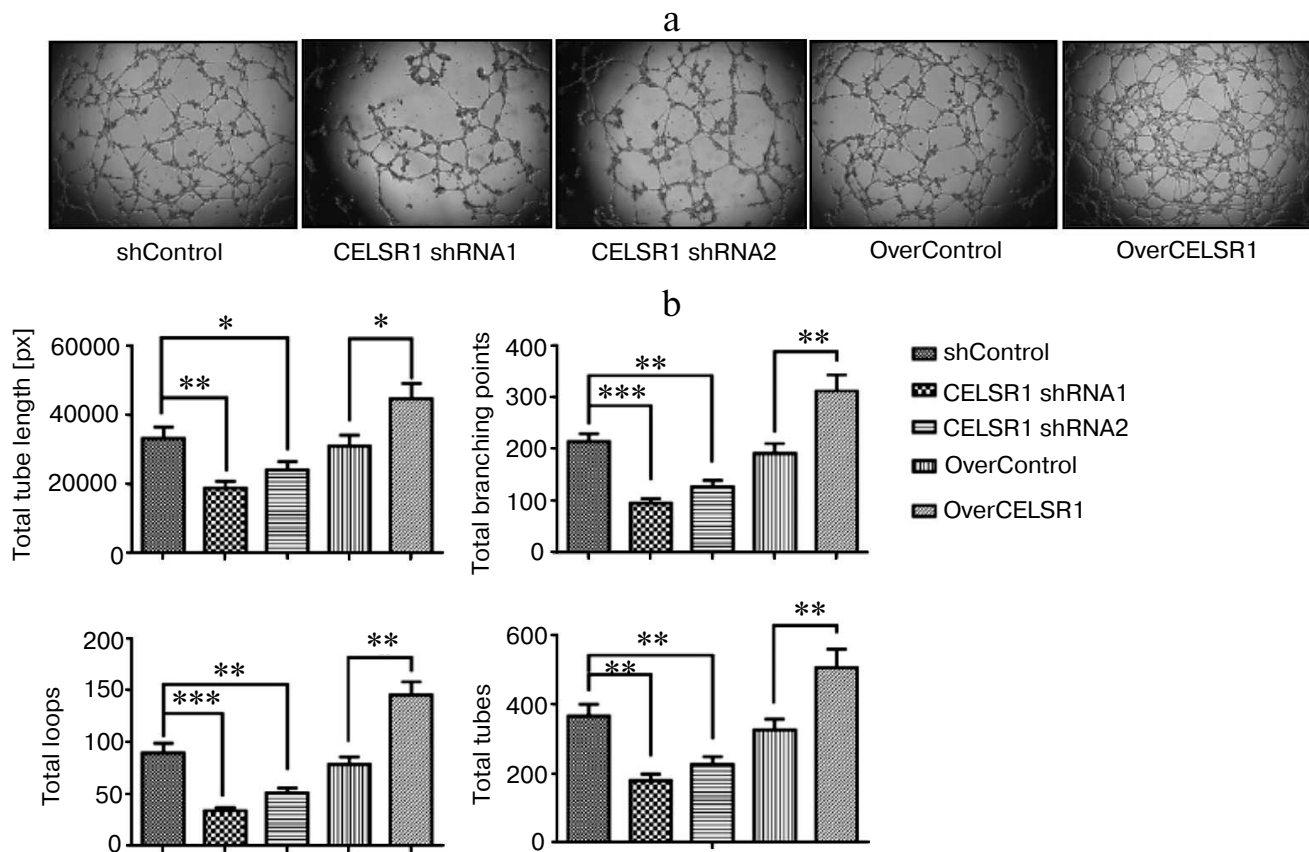 a
shControl
CELSR1 shRNA1
CELSR1 shRNA2
OverControl
OverCELSR1
b
Total tube length [px]
60000
40000
20000
0
**
*
*
Total branching points
400
300
200
100
0
***
**
**
shControl
CELSR1 shRNA1
CELSR1 shRNA2
OverControl
OverCELSR1
Total loops
200
150
100
50
0
***
**
**
Total tubes
600
400
200
0
**
**
**